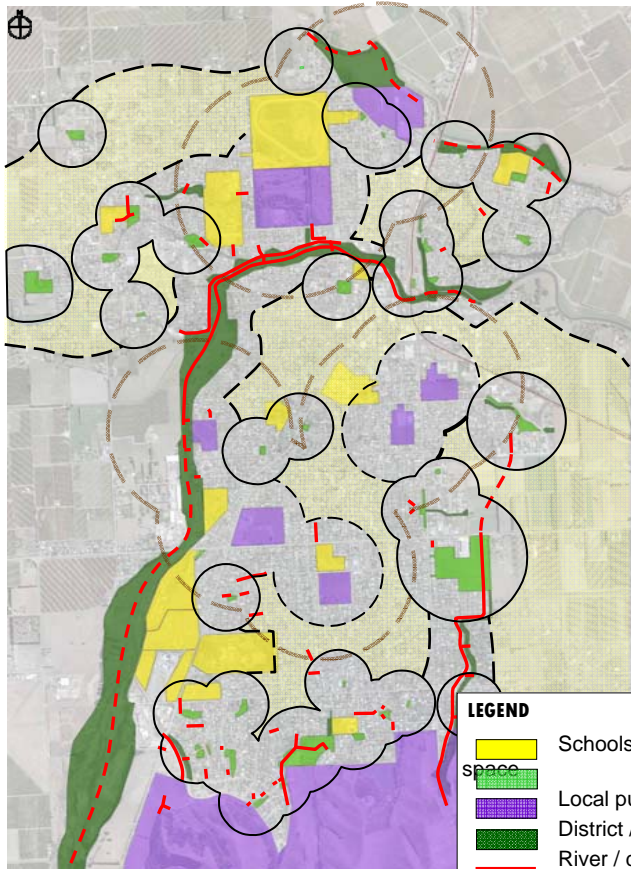 LEGEND
Schools
space
Local pu
District /
River / c